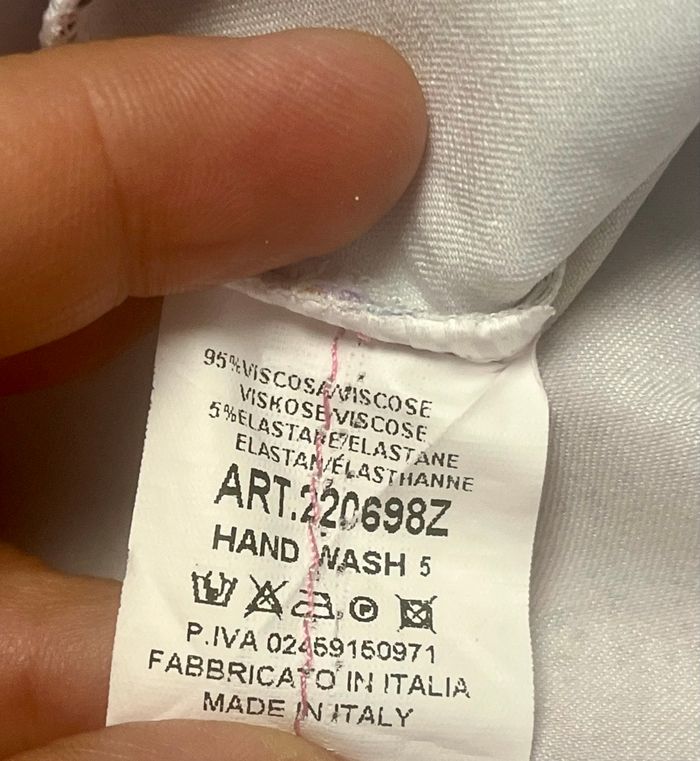 95%VISCOSA/VISCOSE
VISKOSE/VISCOSE
5%ELASTANE/ELASTANE
ELASTAN/ÉLASTHANNE
ART.220698Z
HAND WASH 5
P
P.IVA 02459150971
FABBRICATO IN ITALIA
MADE IN ITALY